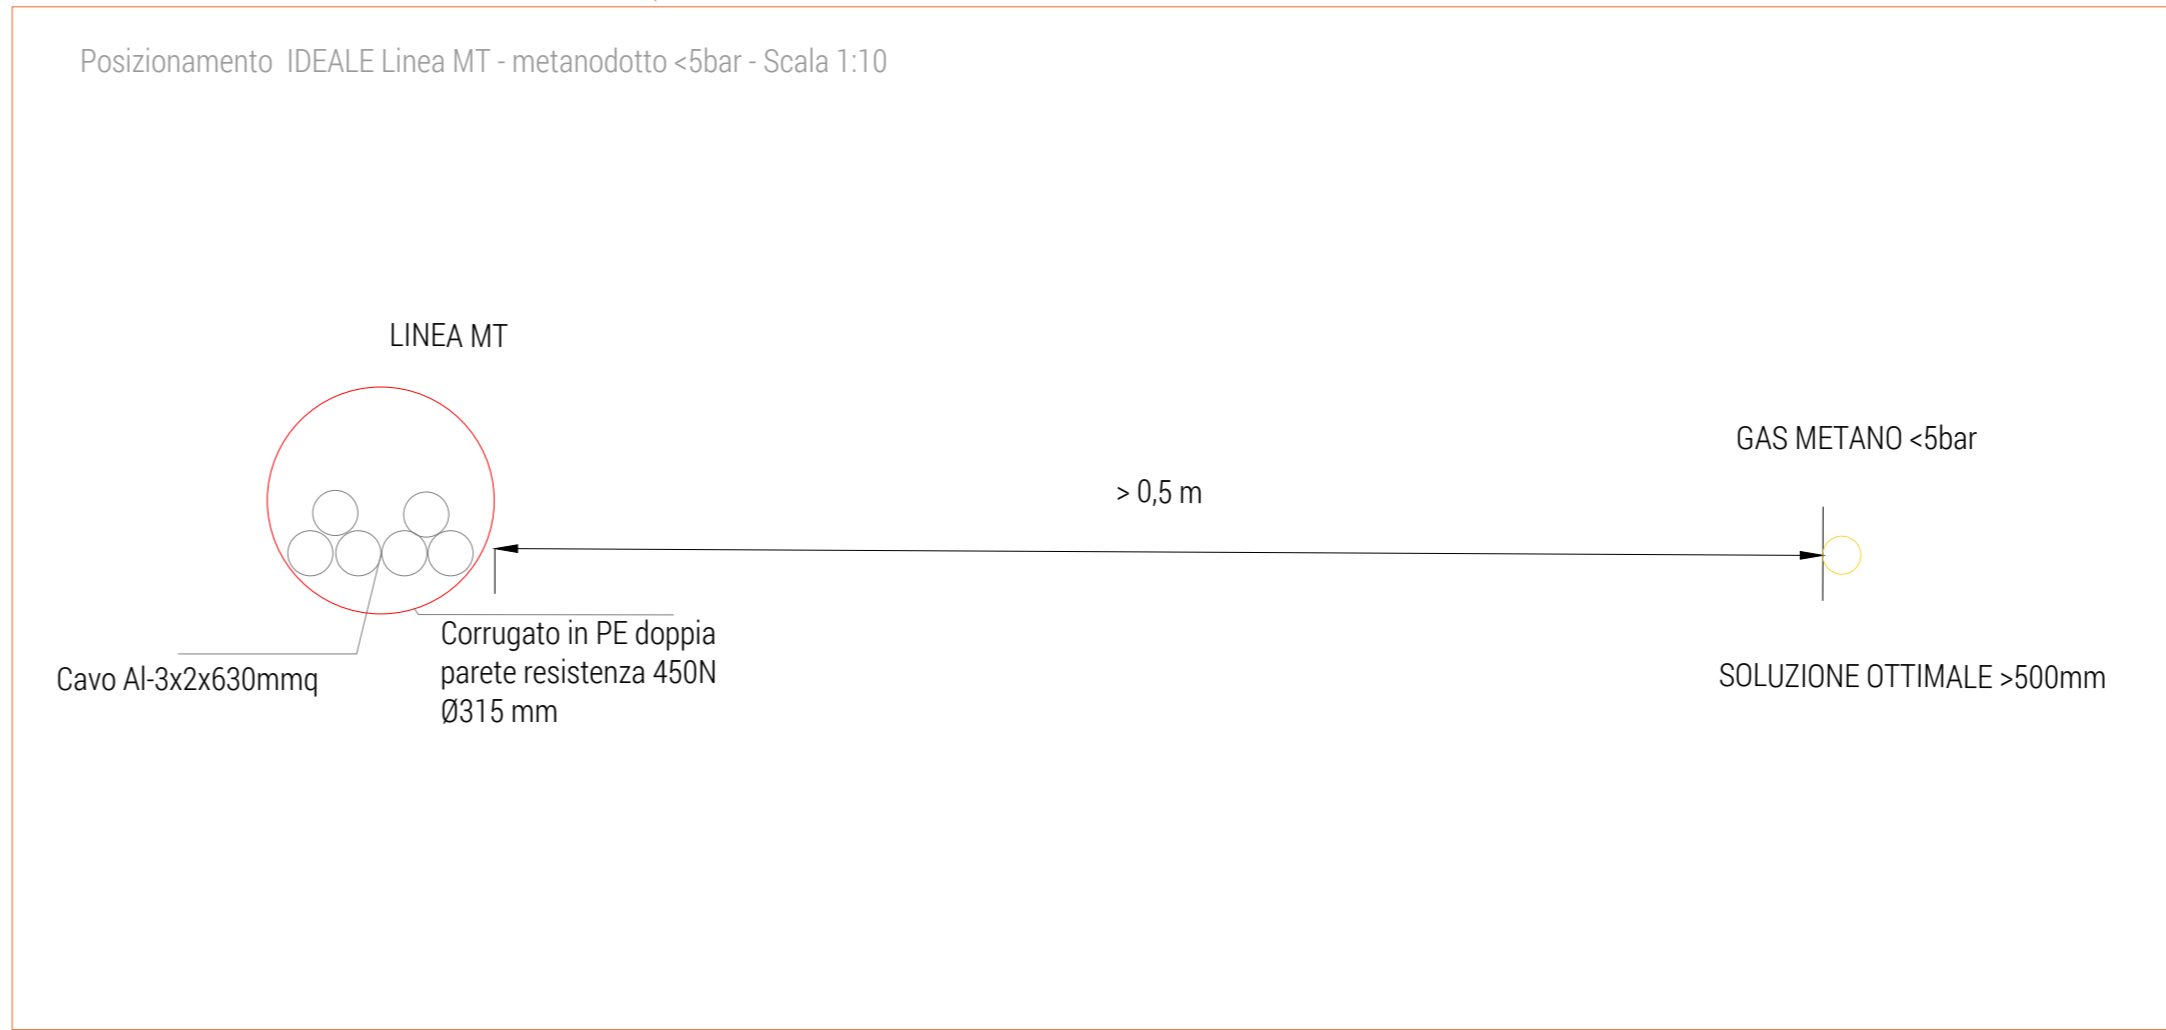 Posizionamento IDEALE Linea MT - metanodotto <5bar - Scala 1:10
LINEA MT
GAS METANO <5bar
> 0,5 m
Corrugato in PE doppia
parete resistenza 450N
Ø315 mm
Cavo Al-3x2x630mmq
SOLUZIONE OTTIMALE >500mm